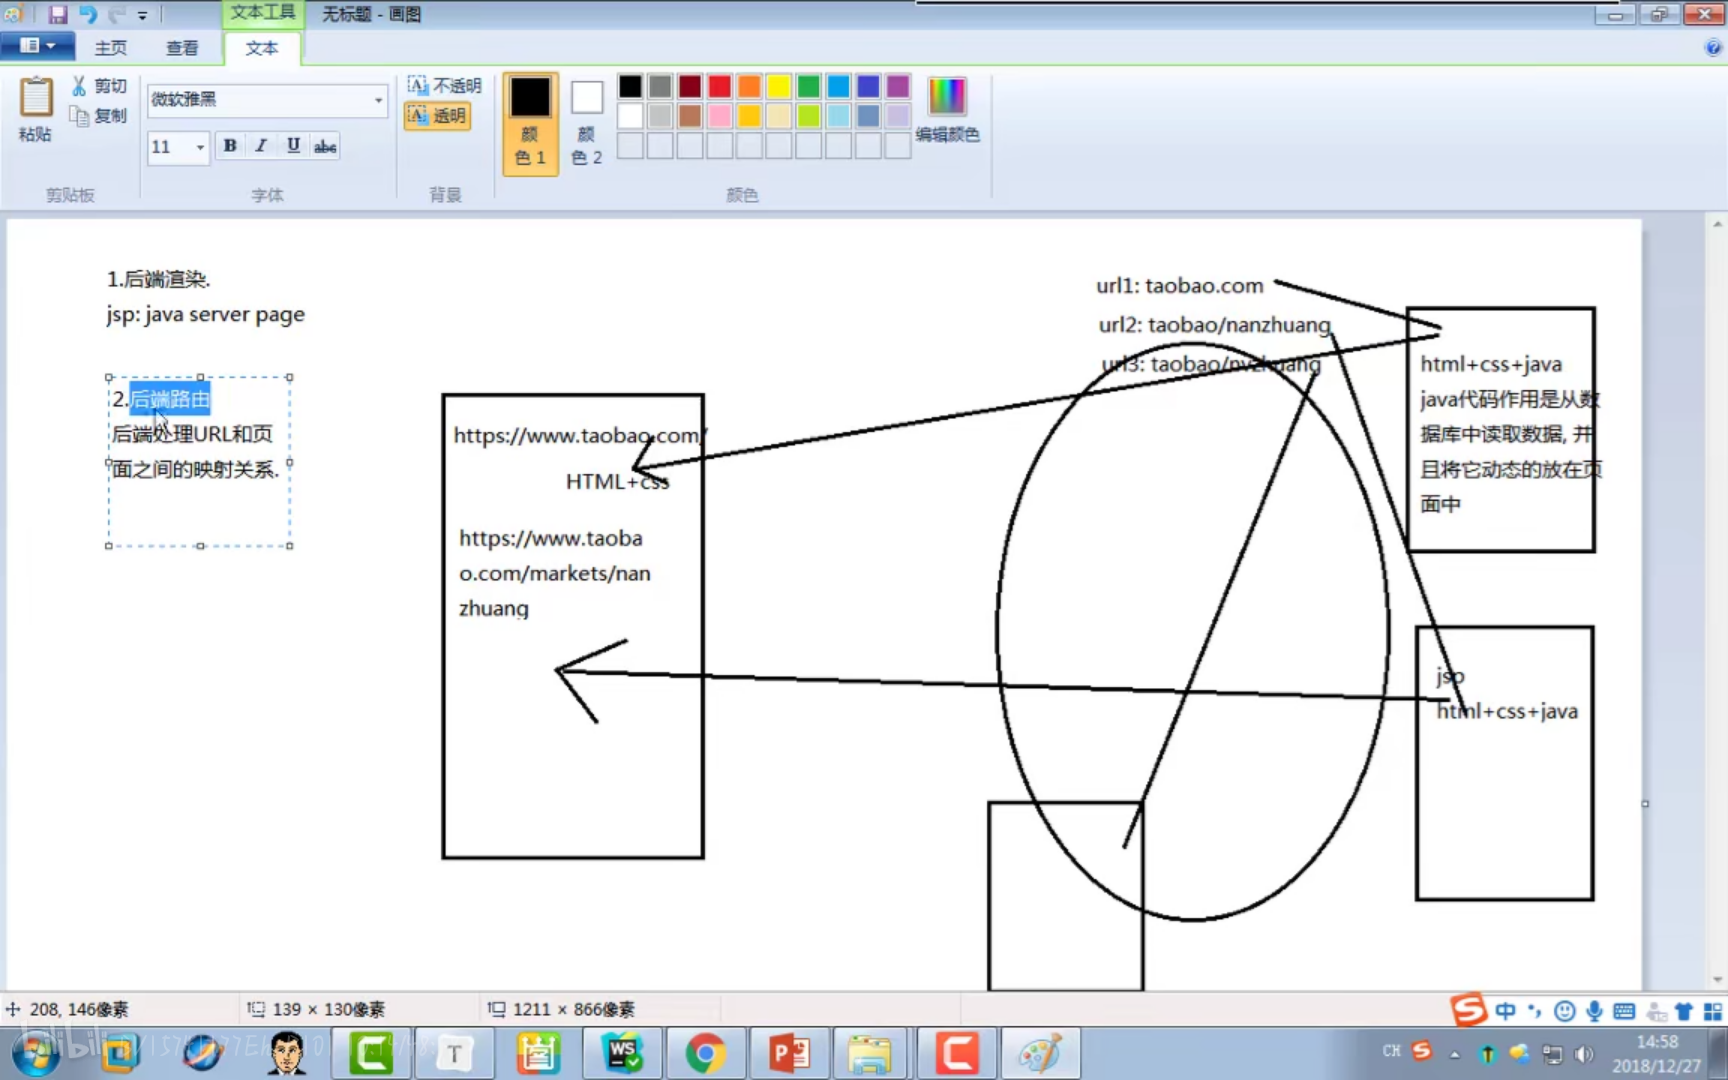 文本工具
无标题 - 画图
主页
查看
文本
粘贴
剪切
复制
剪贴板
微软雅黑
11
B I U abc
字体
不透明
透明
背景
颜色 1
颜色 2
编辑颜色
颜色
1.后端渲染.
jsp: java server page
2.后端路由
后端处理URL和页
面之间的映射关系.
https://www.taobao.com/
HTML+css
https://www.taoba
o.com/markets/nan
zhuang
url1: taobao.com
url2: taobao/nanzhuang
url3: taobao/nvzhuang
html+css+java
java代码作用是从数
据库中读取数据, 并
且将它动态的放在页
面中
jsp
html+css+java
208, 146像素
139 × 130像素
1211 × 866像素
中
bilibili
T
WS
CH
14:58
2018/12/27